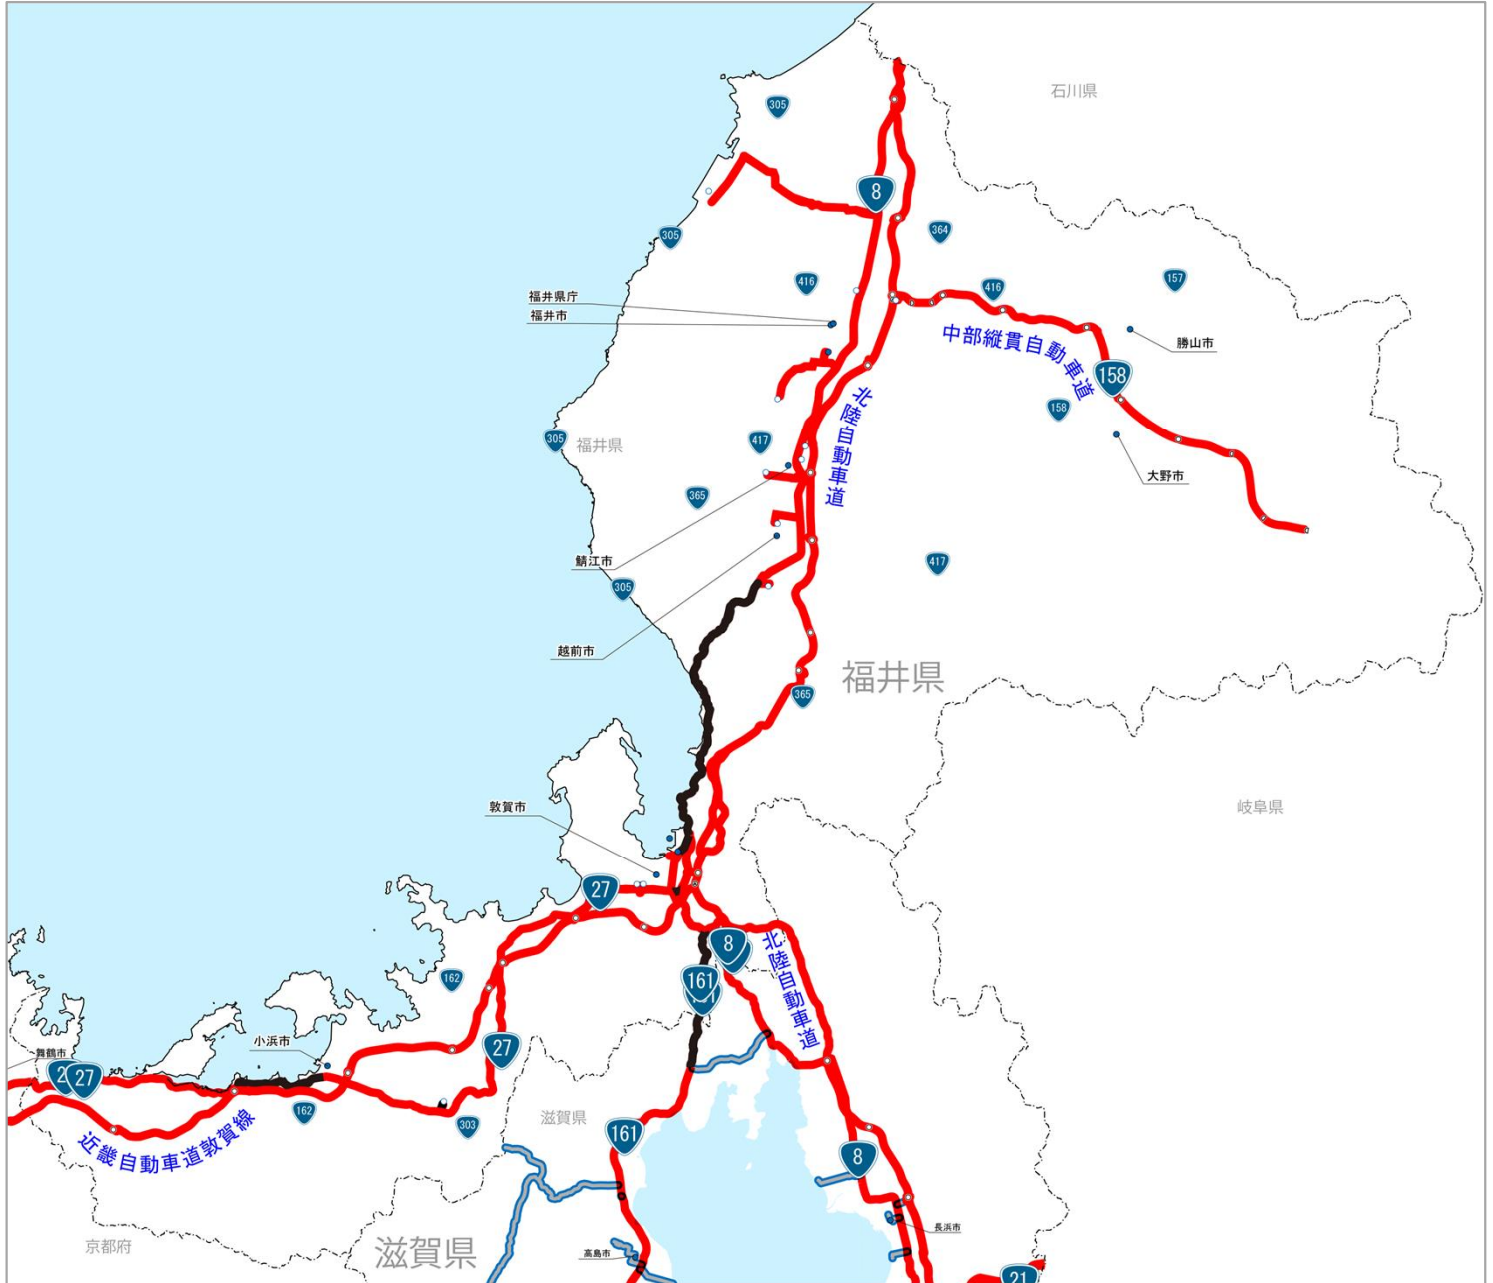 石川県
305
8
305
364
416
416
157
福井県庁
福井市
中部縦貫自動車道
勝山市
158
158
北陸自動車道
305
福井県
417
大野市
365
鯖江市
417
305
越前市
福井県
365
敦賀市
岐阜県
27
8
北陸自動車道
162
161
小浜市
舞鶴市
27
27
162
303
近畿自動車道敦賀線
滋賀県
161
8
京都府
滋賀県
高島市
長浜市
21